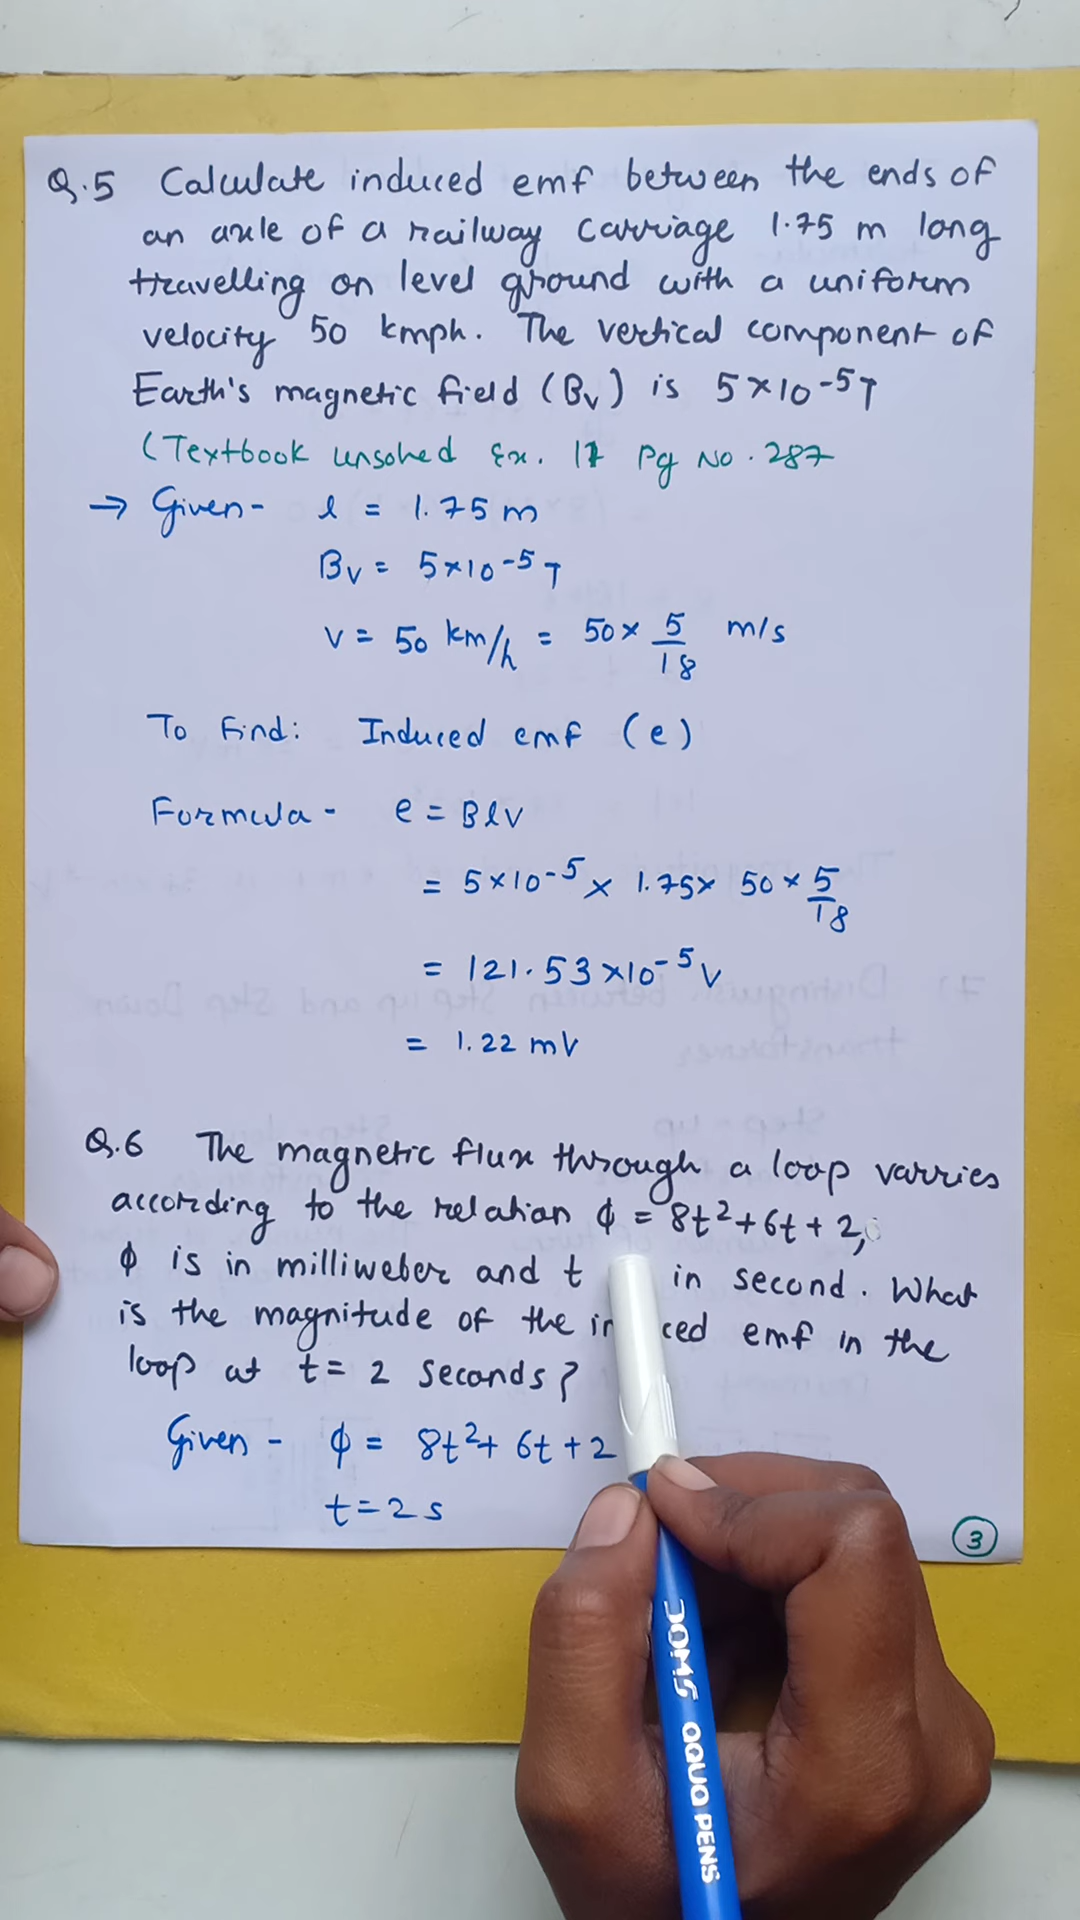 Q.5 Calculate induced emf between the ends of
an axle of a railway carriage 1.75 m long
travelling on level ground with a uniform
velocity 50 kmph. The vertical component of
Earth's magnetic field (Bv) is 5×10⁻⁵T
(Textbook unsolved Ex. 11 Pg No. 287
→ Given- l = 1.75 m
Bv = 5×10⁻⁵T
v = 50 km/h = 50× 5/18 m/s
To Find: Induced emf (e)
Formula - e = Blv
= 5×10⁻⁵ × 1.75× 50 × 5/18
= 121.53×10⁻⁵ V
= 1.22 mV
Q.6 The magnetic flux through a loop varries
according to the relation ϕ = 8t²+6t+2,
ϕ is in milliweber and t in second. What
is the magnitude of the emf in the
loop at t = 2 seconds?
Given - ϕ = 8t²+ 6t +2
t = 2 s
3
DOMS AQUA PENS